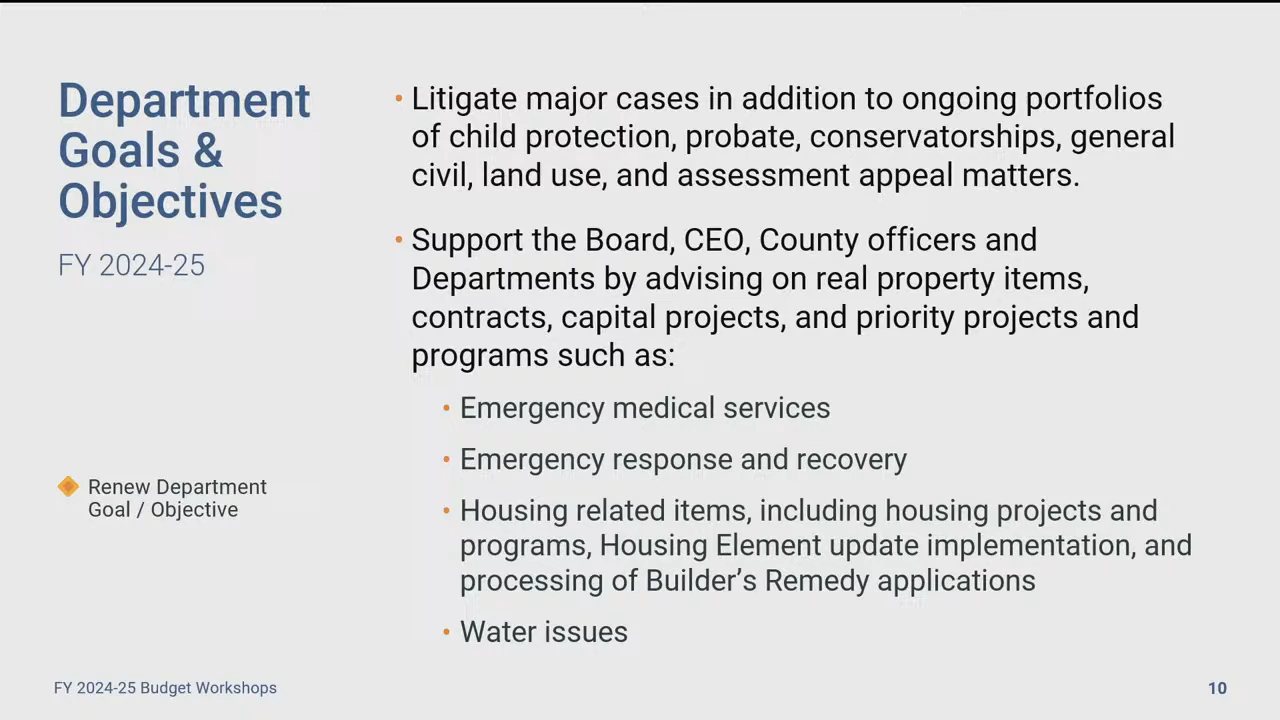 Department
Goals &
Objectives
FY 2024-25
Renew Department
Goal / Objective
• Litigate major cases in addition to ongoing portfolios
of child protection, probate, conservatorships, general
civil, land use, and assessment appeal matters.
• Support the Board, CEO, County officers and
Departments by advising on real property items,
contracts, capital projects, and priority projects and
programs such as:
• Emergency medical services
• Emergency response and recovery
• Housing related items, including housing projects and
programs, Housing Element update implementation, and
processing of Builder’s Remedy applications
• Water issues
FY 2024-25 Budget Workshops
10